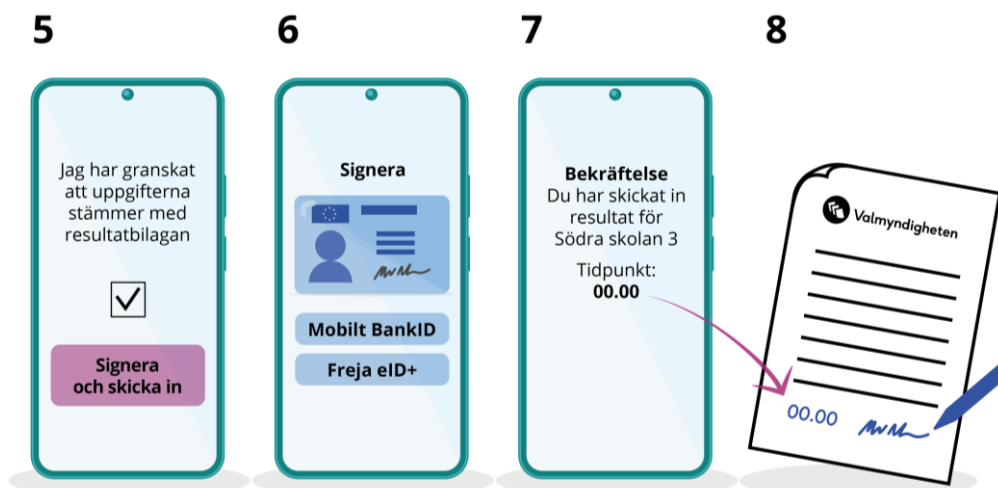 5
6
7
8
Jag har granskat
att uppgifterna
stämmer med
resultatbilagan
Signera
och skicka in
Signera
Mobilt BankID
Freja eID+
Bekräftelse
Du har skickat in
resultat för
Södra skolan 3
Tidpunkt:
00.00
Valmyndigheten
00.00